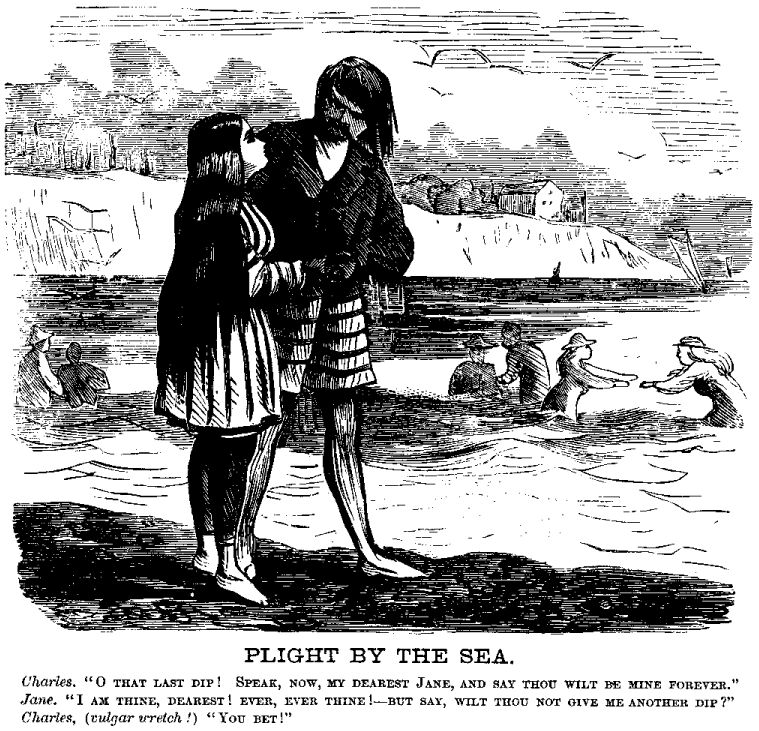 PLIGHT BY THE SEA.
Charles. "O THAT LAST DIP! SPEAK, NOW, MY DEAREST JANE, AND SAY THOU WILT BE MINE FOREVER."
Jane. "I AM THINE, DEAREST! EVER, EVER THINE!—BUT SAY, WILT THOU NOT GIVE ME ANOTHER DIP?"
Charles, (vulgar wretch!) "YOU BET!"